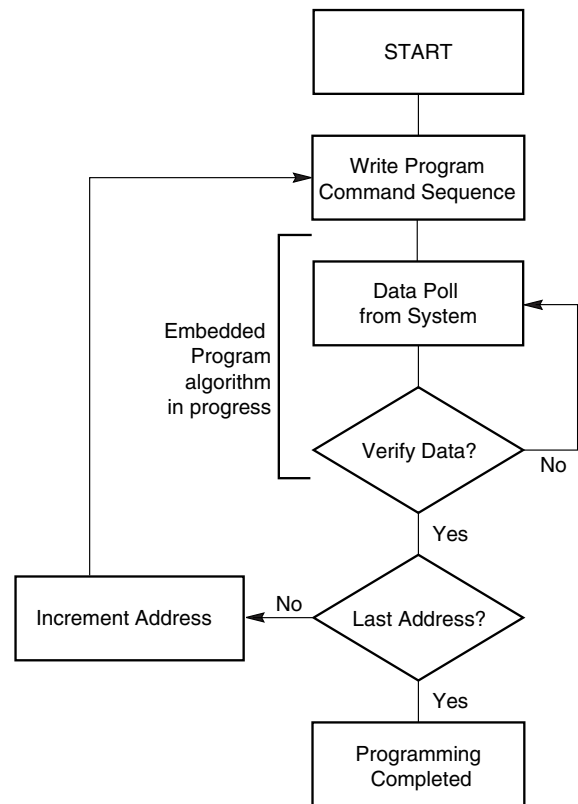 START
Write Program
Command Sequence
Data Poll
from System
Embedded
Program
algorithm
in progress
Verify Data?
No
Yes
Last Address?
No
Increment Address
Yes
Programming
Completed